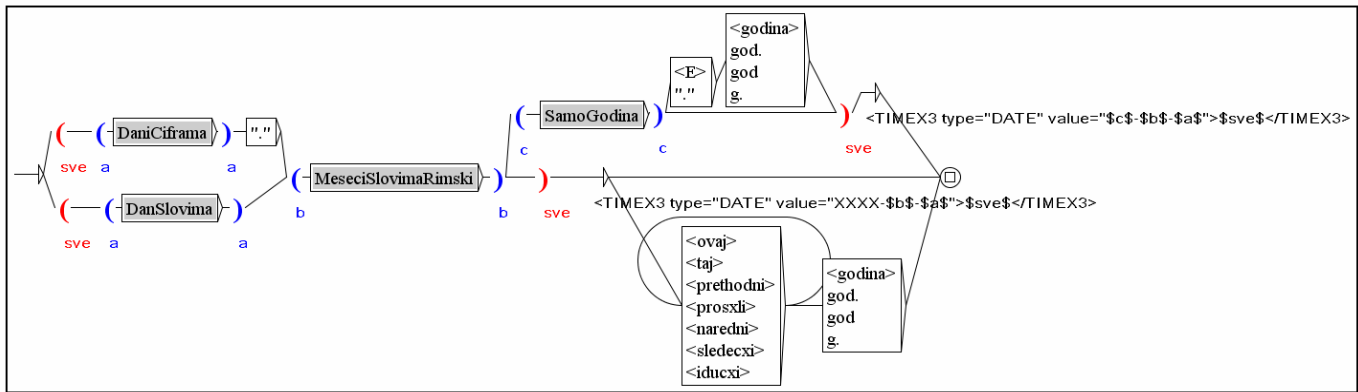 <godina>
god.
god
g.
<E>
"."
( DaniCiframa ) "."
sve a a
( SamoGodina )
c c
)
sve
<TIMEX3 type="DATE" value="$c$-$b$-$a$">$sve$</TIMEX3>
( MeseciSlovimaRimski ) )
b b sve
( ( DanSlovima )
sve a a
<TIMEX3 type="DATE" value="XXXX-$b$-$a$">$sve$</TIMEX3>
<ovaj>
<taj>
<prethodni>
<prosxli>
<naredni>
<sledecxi>
<iducxi>
<godina>
god.
god
g.